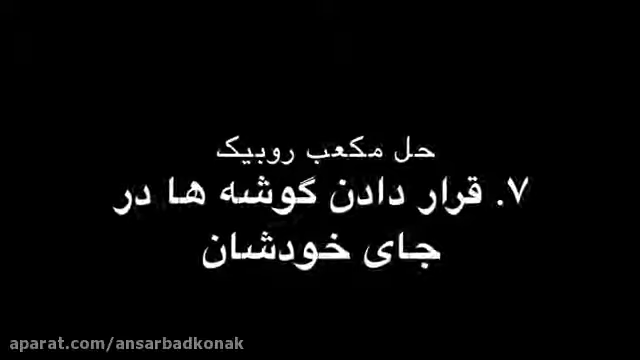 حل مکعب روبیک
۷. قرار دادن گوشه ها در
جای خودشان
aparat.com/ansarbadkonak